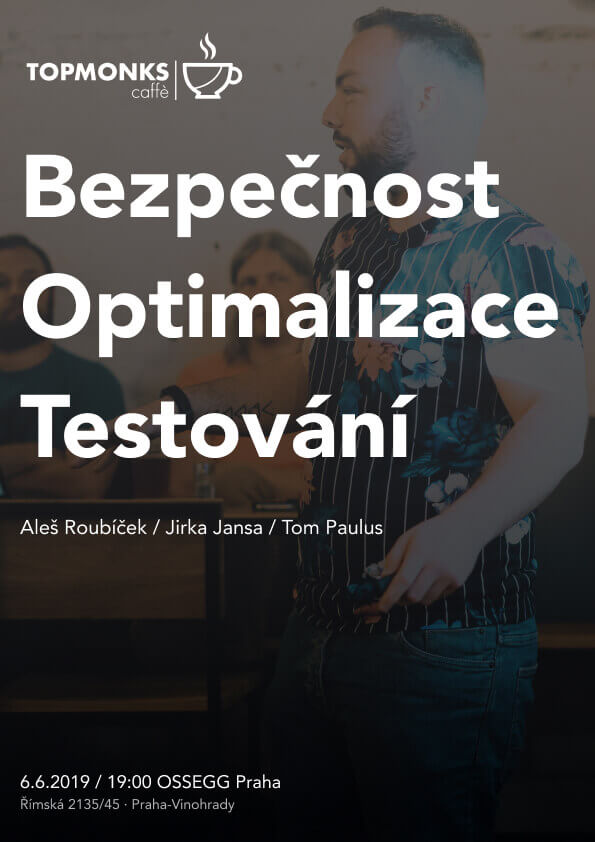 TOPMONKS
caffè
Bezpečnost
Optimalizace
Testování
Aleš Roubíček / Jirka Jansa / Tom Paulus
6.6.2019 / 19:00 OSSEGG Praha
Římská 2135/45 · Praha-Vinohrady